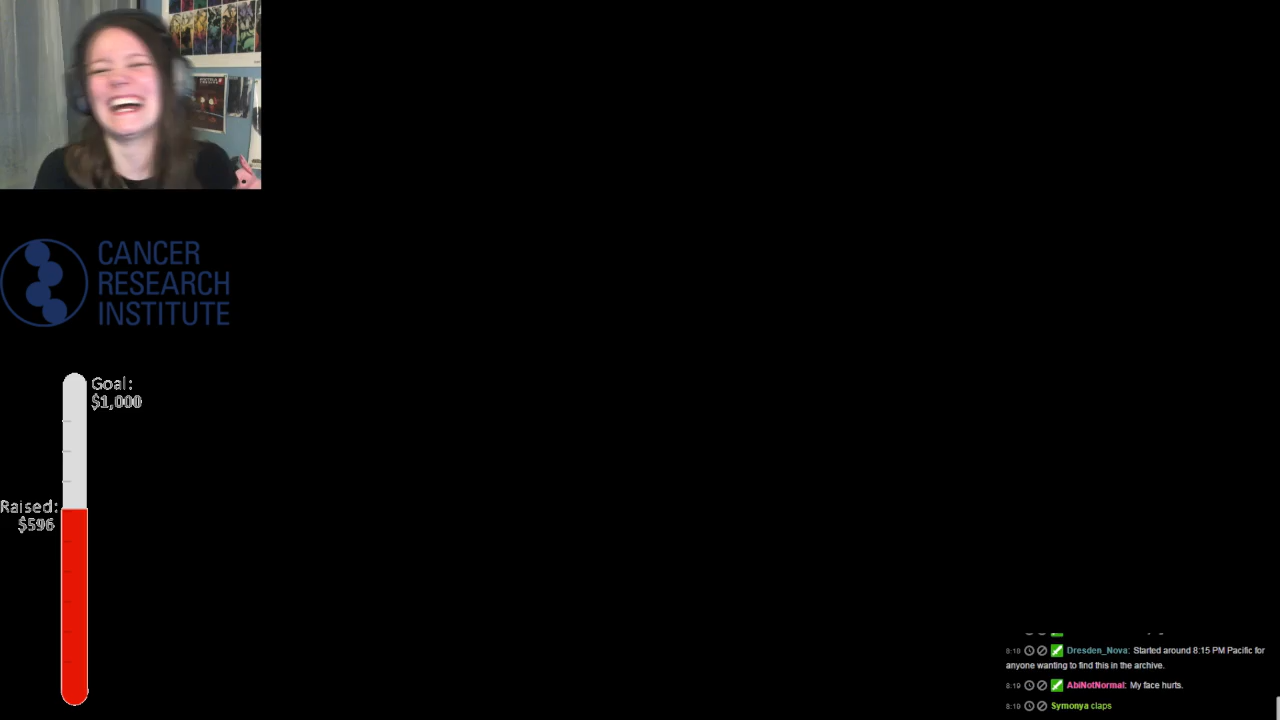 CANCER
RESEARCH
INSTITUTE
Goal:
$1,000
Raised:
$596
8:19 Dresden_Nova: Started around 8:15 PM Pacific for
anyone wanting to find this in the archive.
8:19 AbiNotNormal: My face hurts.
8:19 Symonya claps